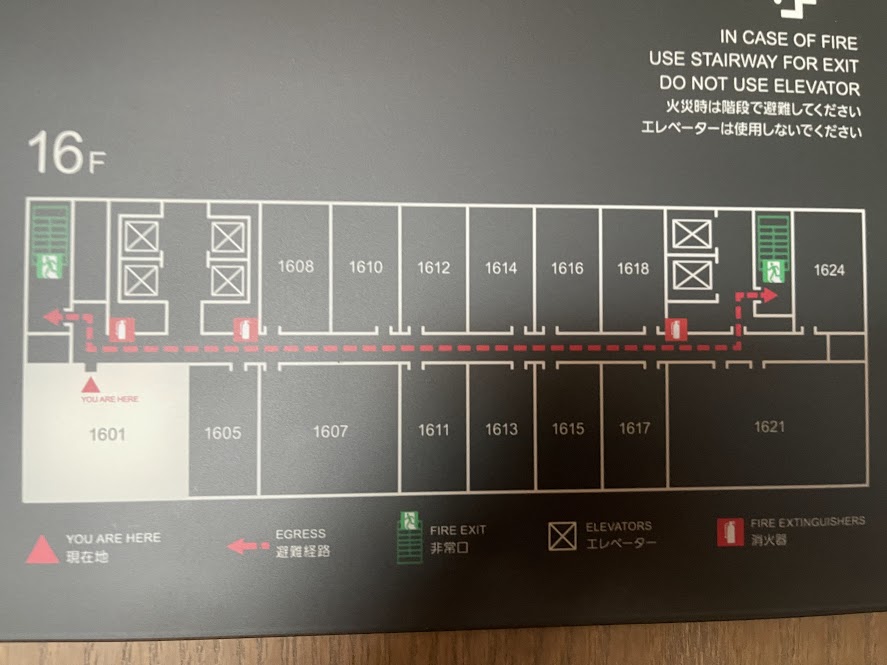 IN CASE OF FIRE
USE STAIRWAY FOR EXIT
DO NOT USE ELEVATOR
火災時は階段で避難してください
エレベーターは使用しないでください
16F
1608
1610
1612
1614
1616
1618
1624
YOU ARE HERE
1601
1605
1607
1611
1613
1615
1617
1621
YOU ARE HERE
現在地
EGRESS
避難経路
FIRE EXIT
非常口
ELEVATORS
エレベーター
FIRE EXTINGUISHERS
消火器